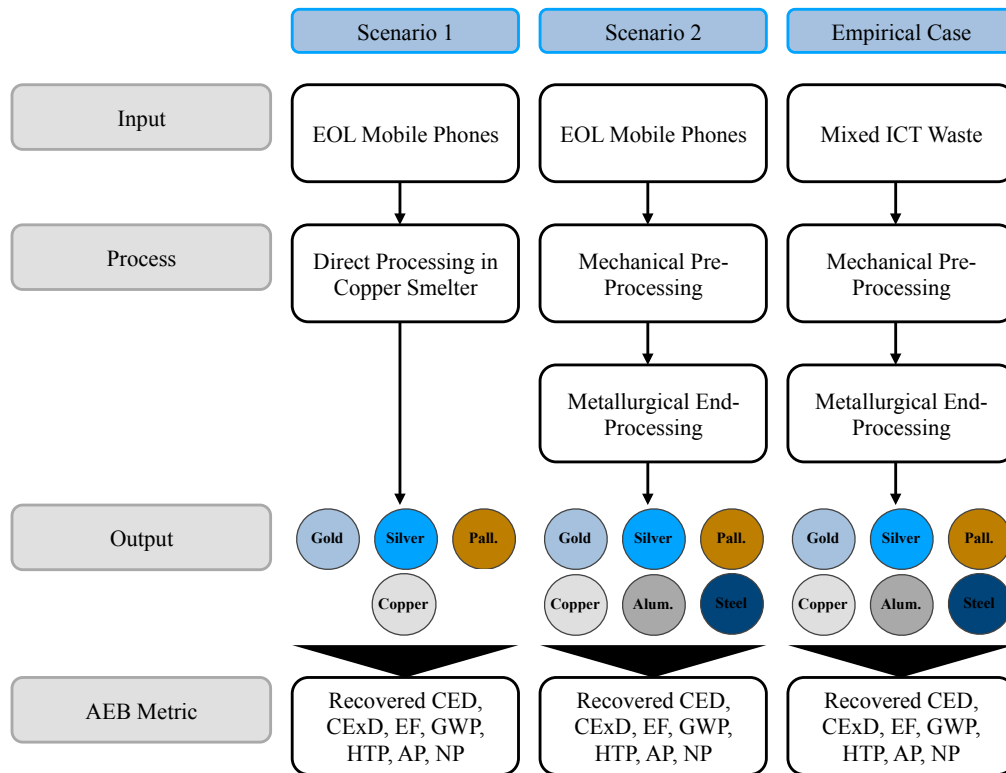 Scenario 1
Scenario 2
Empirical Case
Input
EOL Mobile Phones
EOL Mobile Phones
Mixed ICT Waste
Process
Direct Processing in
Copper Smelter
Mechanical Pre-
Processing
Mechanical Pre-
Processing
Metallurgical End-
Processing
Metallurgical End-
Processing
Output
Gold
Silver
Pall.
Copper
Gold
Silver
Pall.
Copper
Alum.
Steel
Gold
Silver
Pall.
Copper
Alum.
Steel
AEB Metric
Recovered CED,
CExD, EF, GWP,
HTP, AP, NP
Recovered CED,
CExD, EF, GWP,
HTP, AP, NP
Recovered CED,
CExD, EF, GWP,
HTP, AP, NP